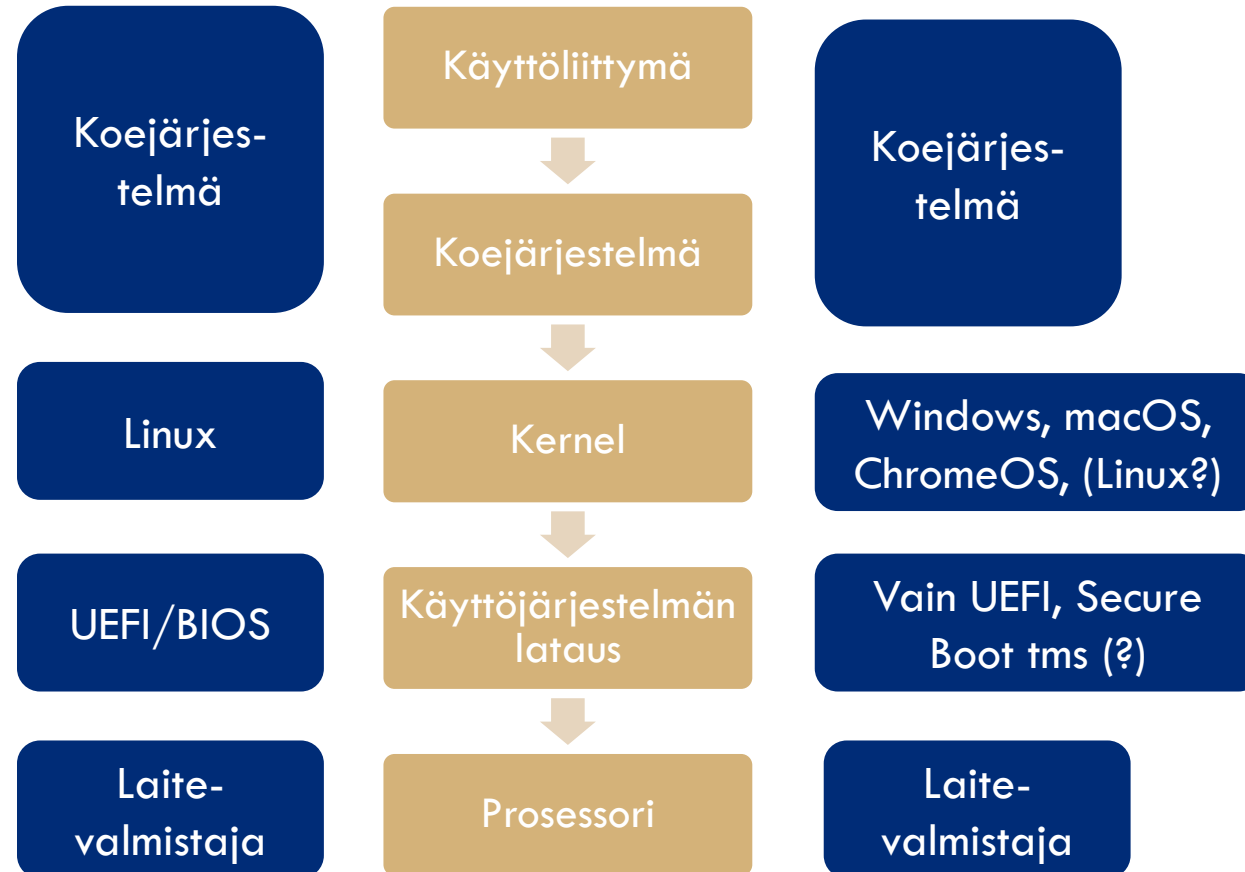 Koejärjes-
telmä
Käyttöliittymä
Koejärjestelmä
Koejärjes-
telmä
Linux
Kernel
Windows, macOS,
ChromeOS, (Linux?)
UEFI/BIOS
Käyttöjärjestelmän
lataus
Vain UEFI, Secure
Boot tms (?)
Laite-
valmistaja
Prosessori
Laite-
valmistaja